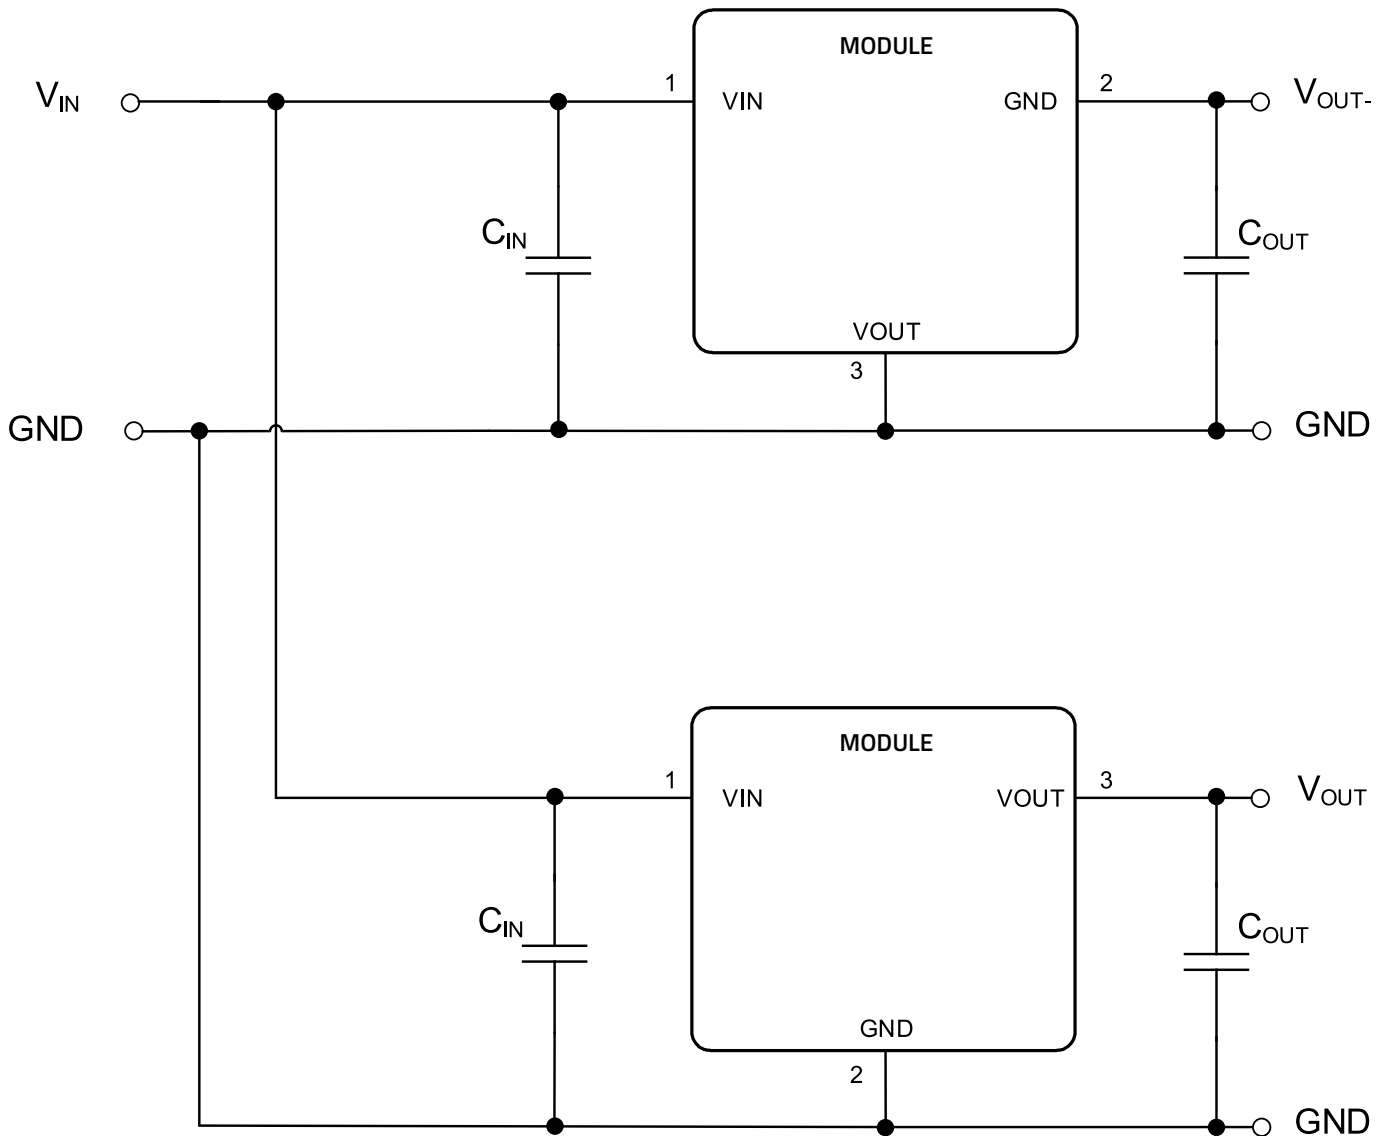 MODULE
1
2
VIN
VIN
GND
VOUT-
CIN
COUT
VOUT
3
GND
GND
MODULE
1
3
VIN
VOUT
VOUT
CIN
COUT
GND
2
GND